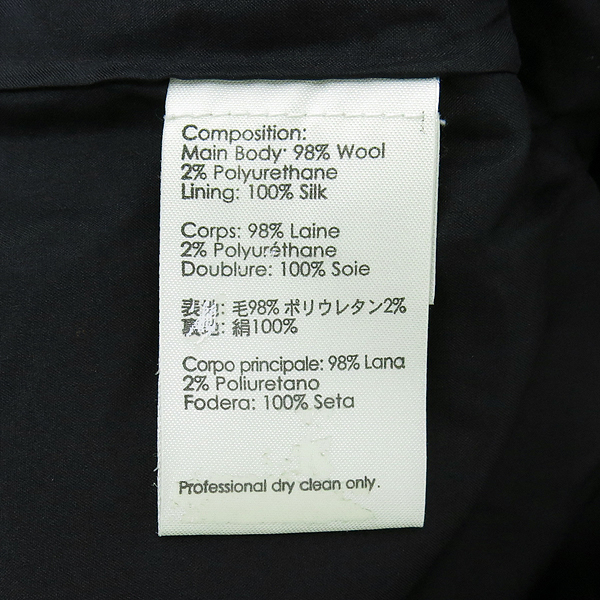 Composition:
Main Body: 98% Wool
2% Polyurethane
Lining: 100% Silk
Corps: 98% Laine
2% Polyuréthane
Doublure: 100% Soie
表地: 毛98% ポリウレタン2%
裏地: 絹100%
Corpo principale: 98% Lana
2% Poliuretano
Fodera: 100% Seta
Professional dry clean only.